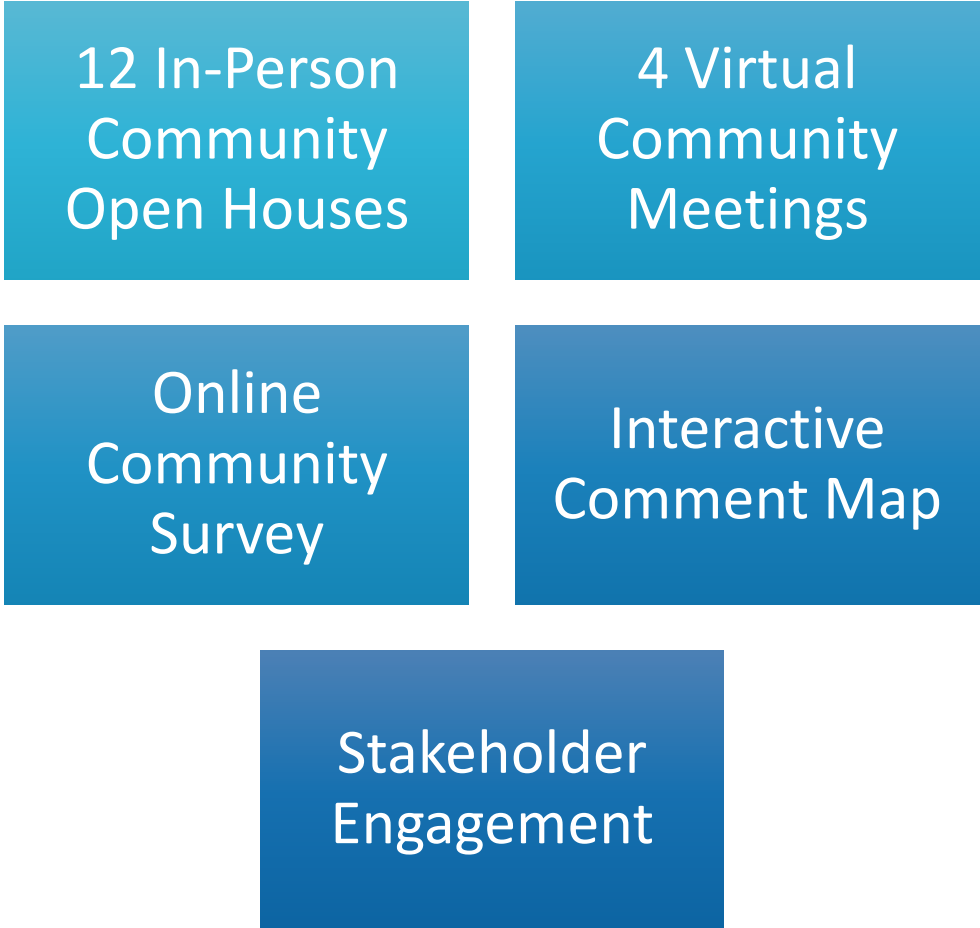 12 In-Person
Community
Open Houses
4 Virtual
Community
Meetings
Online
Community
Survey
Interactive
Comment Map
Stakeholder
Engagement